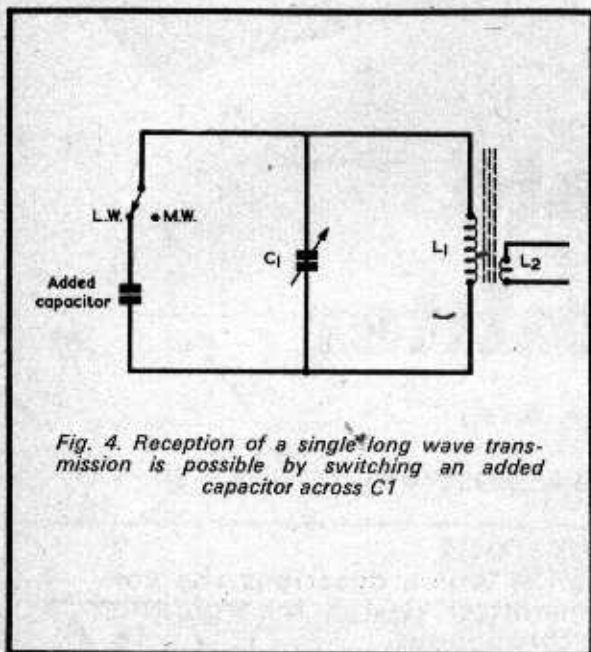 L.W. M.W.
Added
capacitor
C1
L1
L2
Fig. 4. Reception of a single long wave trans-
mission is possible by switching an added
capacitor across C1